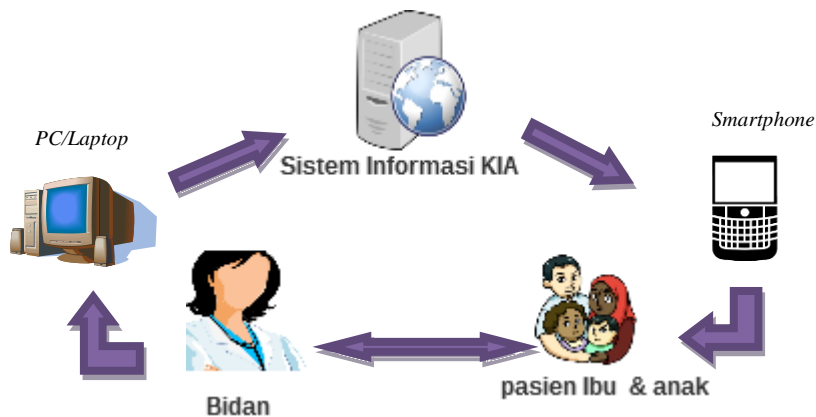 PC/Laptop
Smartphone
Sistem Informasi KIA
pasien Ibu & anak
Bidan